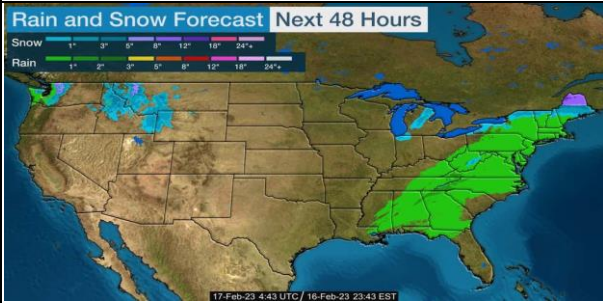 Rain and Snow Forecast Next 48 Hours
Snow 1" 3" 5" 8" 12" 18" 24"+
Rain 1" 2" 3" 5" 8" 12" 18" 24"+
17-Feb-23 4:43 UTC / 16-Feb-23 23:43 EST